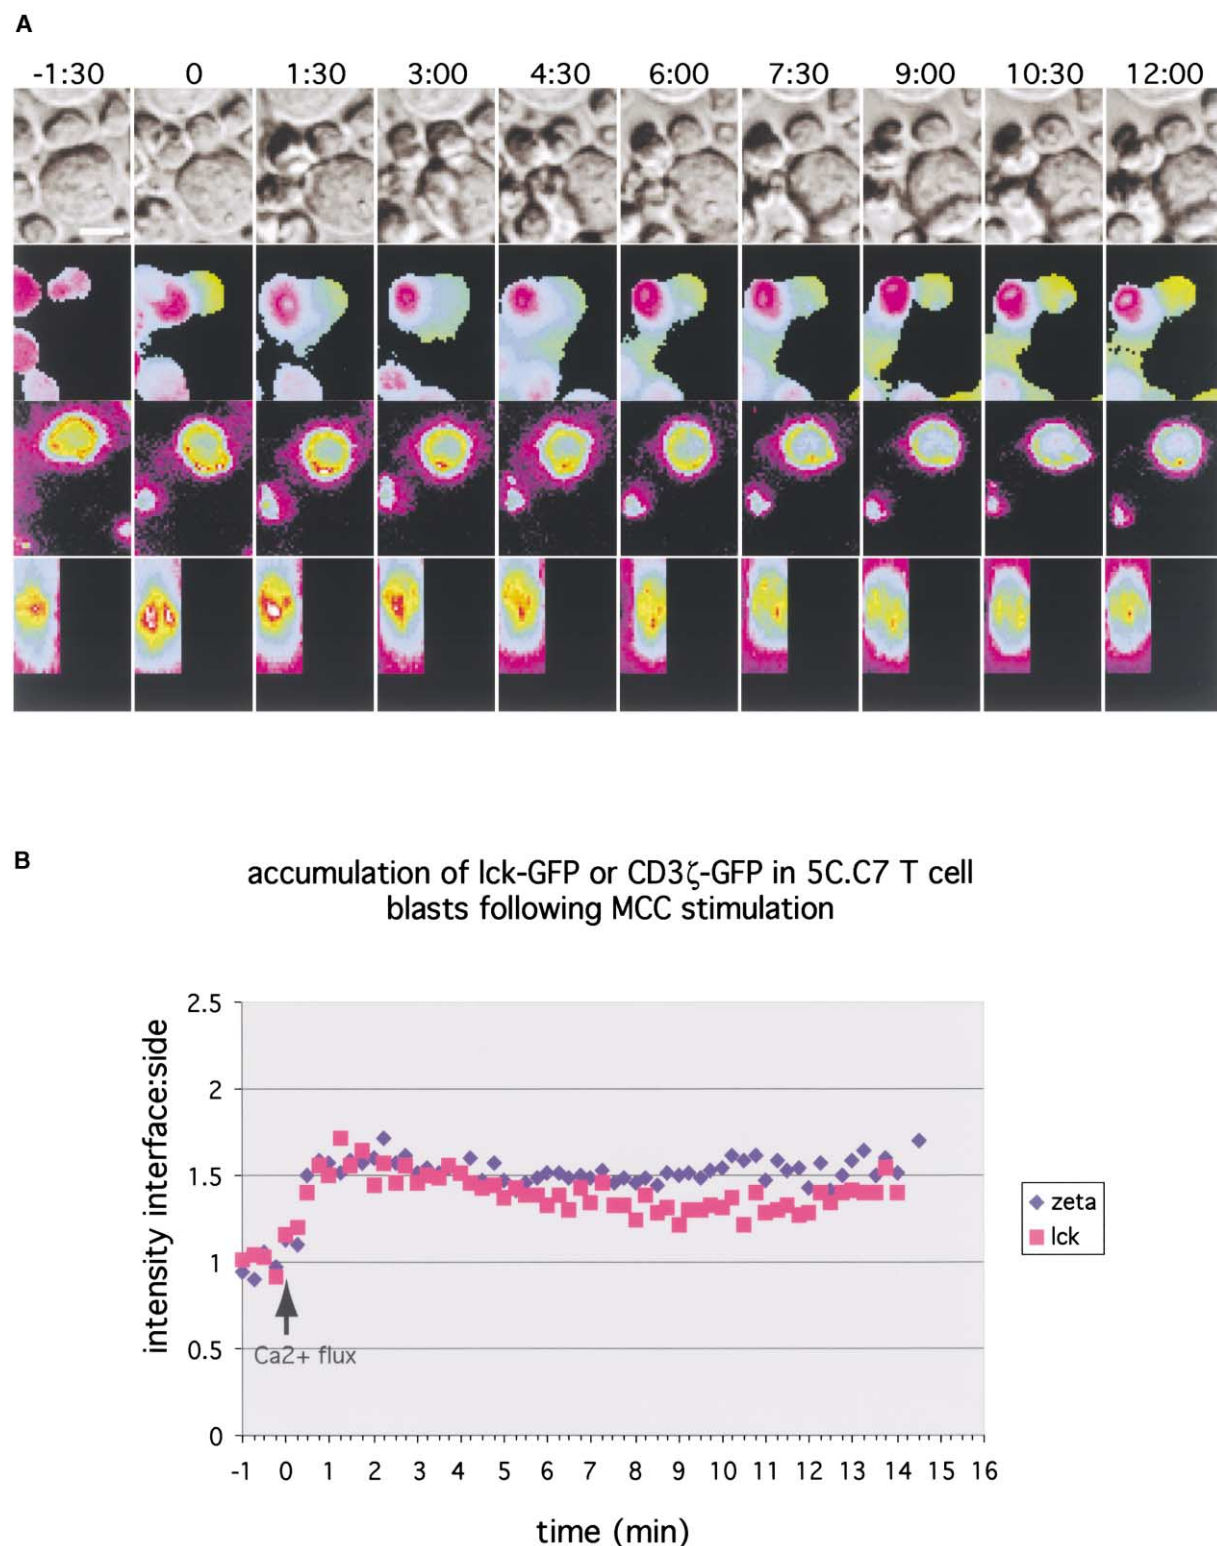 A
-1:30 0 1:30 3:00 4:30 6:00 7:30 9:00 10:30 12:00
B
accumulation of lck-GFP or CD3ζ-GFP in 5C.C7 T cell
blasts following MCC stimulation
intensity interface:side
2.5
2
1.5
1
0.5
0
Ca2+ flux
zeta
lck
-1 0 1 2 3 4 5 6 7 8 9 10 11 12 13 14 15 16
time (min)